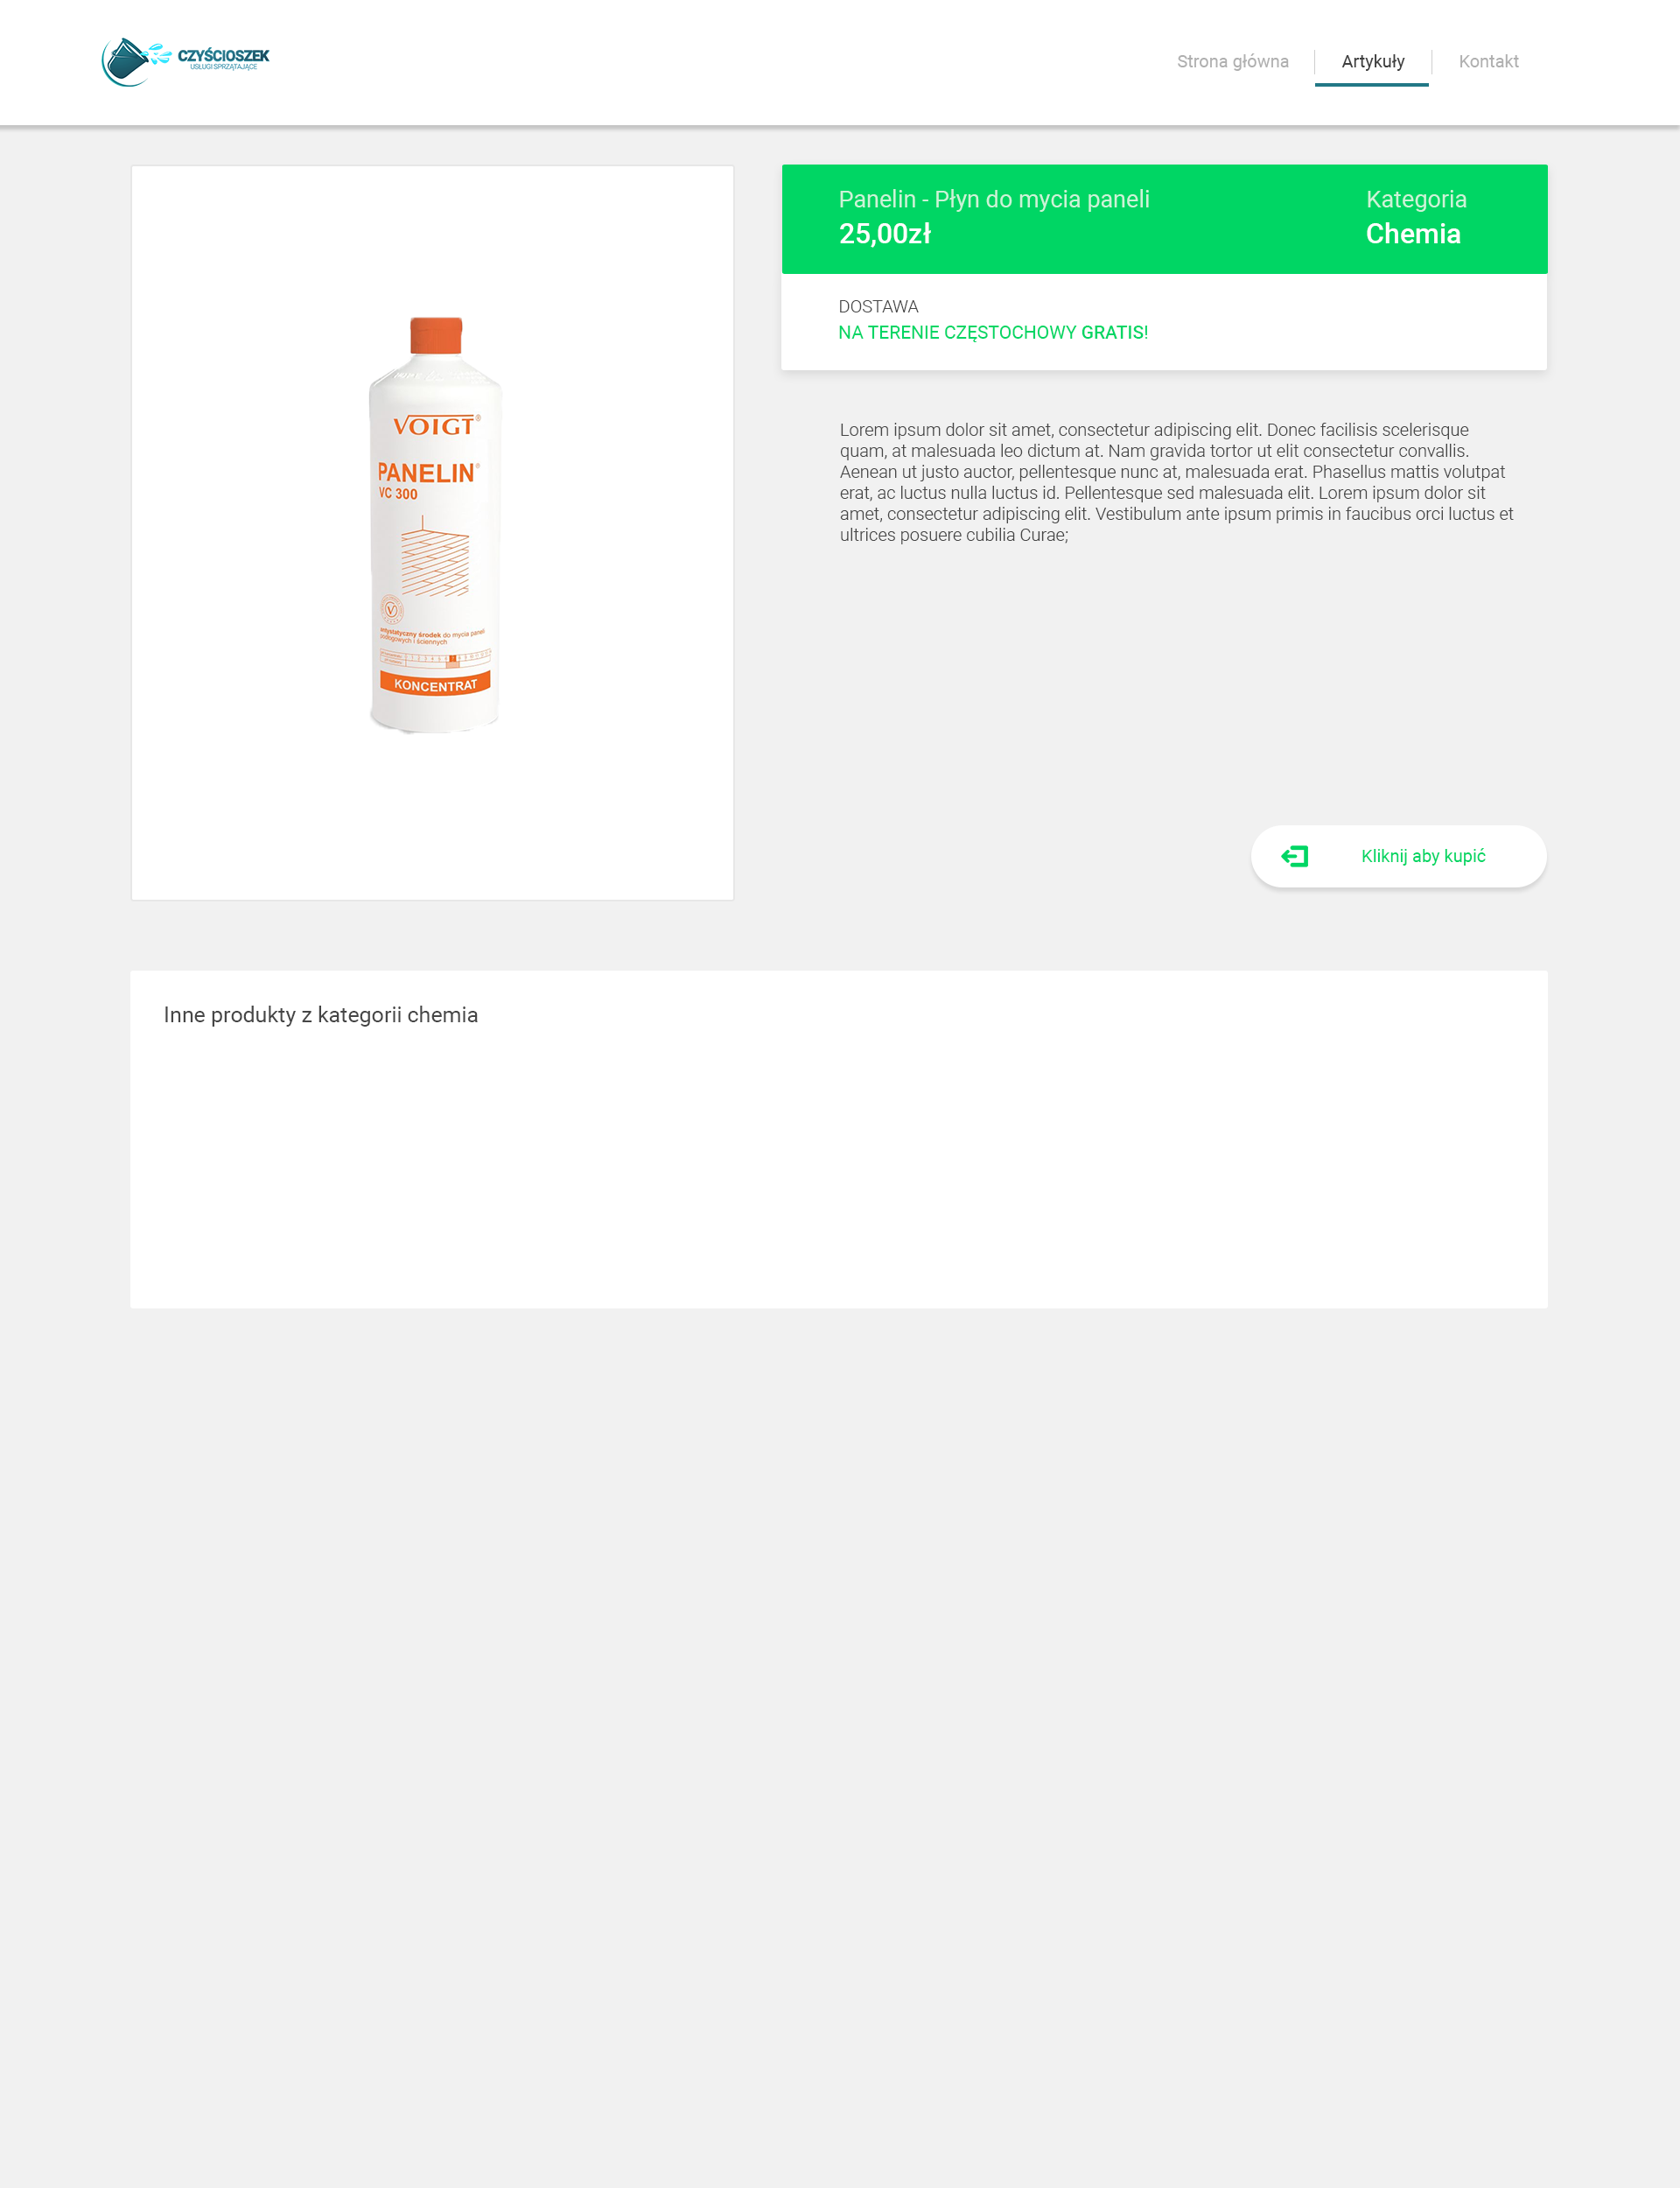 CZYŚCIOSZEK
USŁUGI SPRZĄTAJĄCE
Strona główna
Artykuły
Kontakt
Panelin - Płyn do mycia paneli
25,00zł
Kategoria
Chemia
DOSTAWA
NA TERENIE CZĘSTOCHOWY GRATIS!
VOIGT®
PANELIN®
VC 300
antystatyczny środek do mycia paneli
podłogowych i ściennych
KONCENTRAT
Lorem ipsum dolor sit amet, consectetur adipiscing elit. Donec facilisis scelerisque
quam, at malesuada leo dictum at. Nam gravida tortor ut elit consectetur convallis.
Aenean ut justo auctor, pellentesque nunc at, malesuada erat. Phasellus mattis volutpat
erat, ac luctus nulla luctus id. Pellentesque sed malesuada elit. Lorem ipsum dolor sit
amet, consectetur adipiscing elit. Vestibulum ante ipsum primis in faucibus orci luctus et
ultrices posuere cubilia Curae;
Kliknij aby kupić
Inne produkty z kategorii chemia